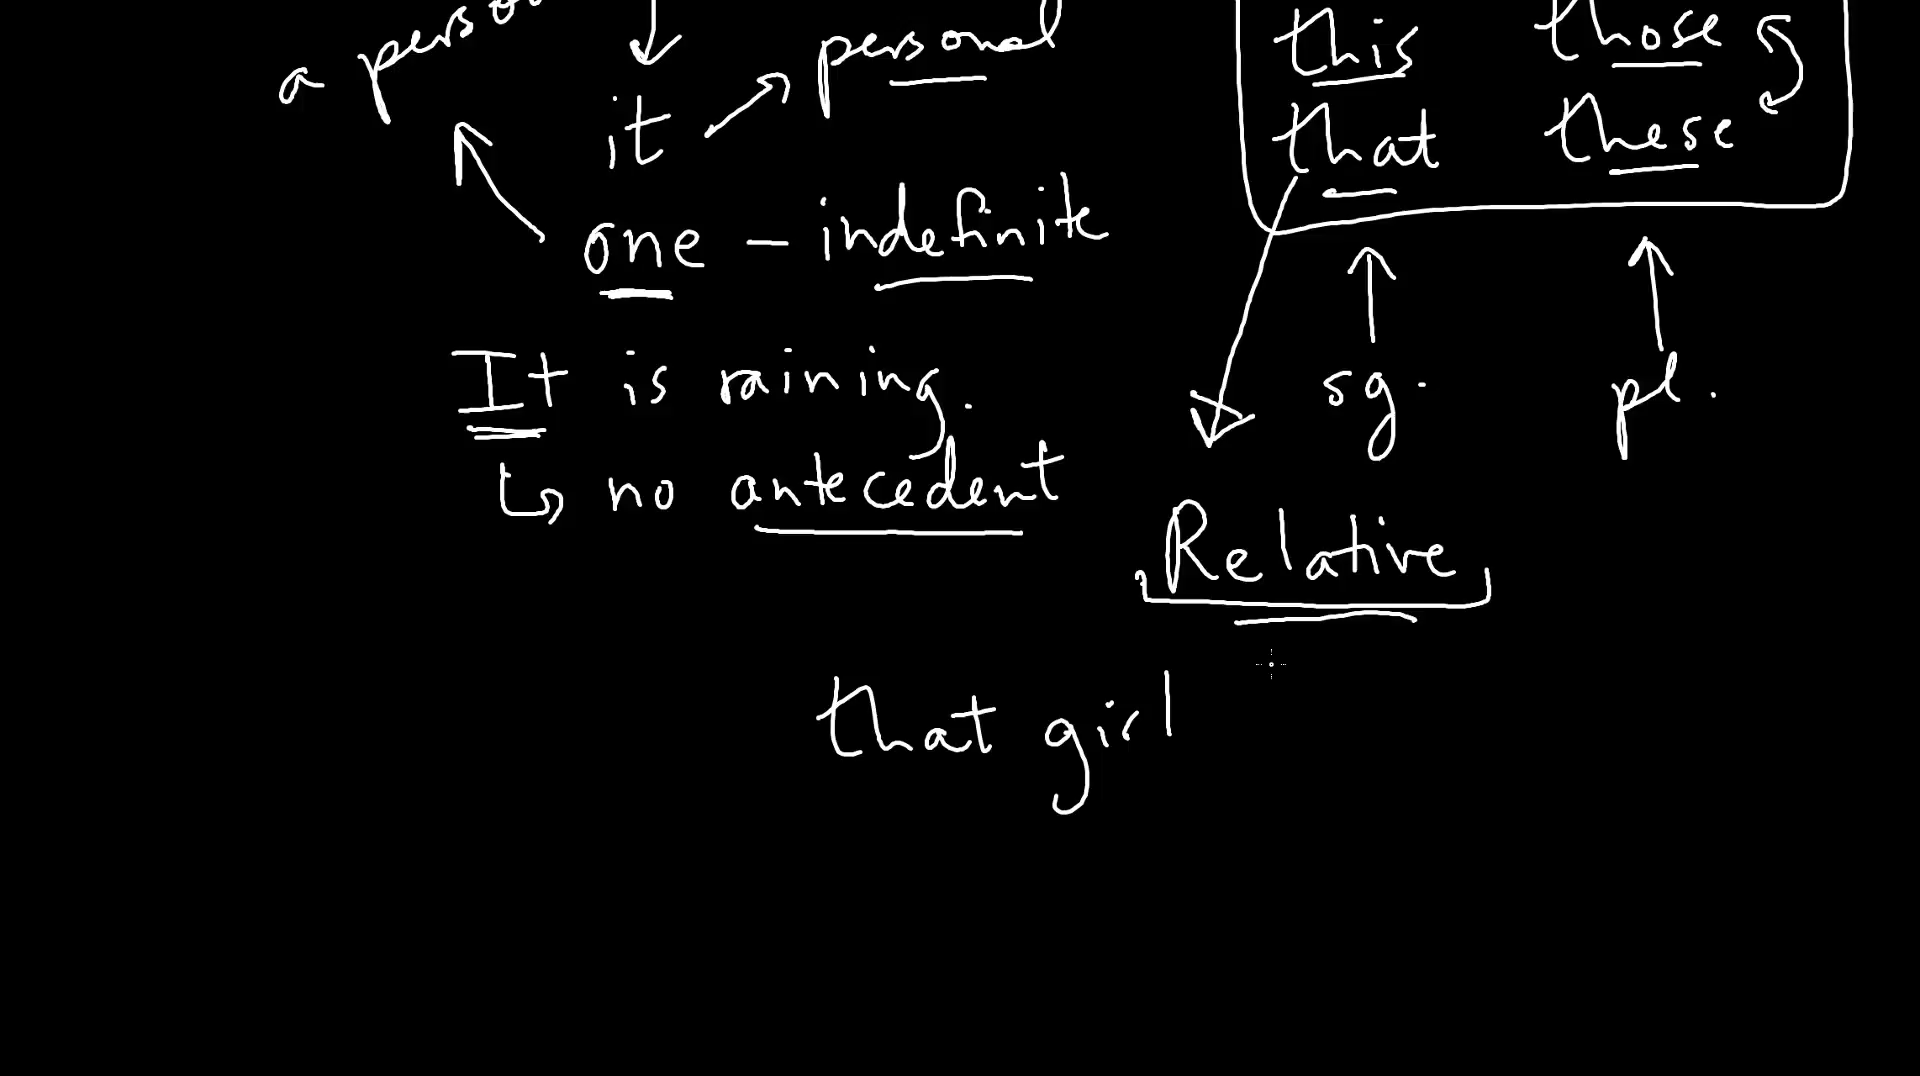 a person
it
personal
one - indefinite
It is raining.
no antecedent
this those
that these
sg. pl.
Relative
that girl